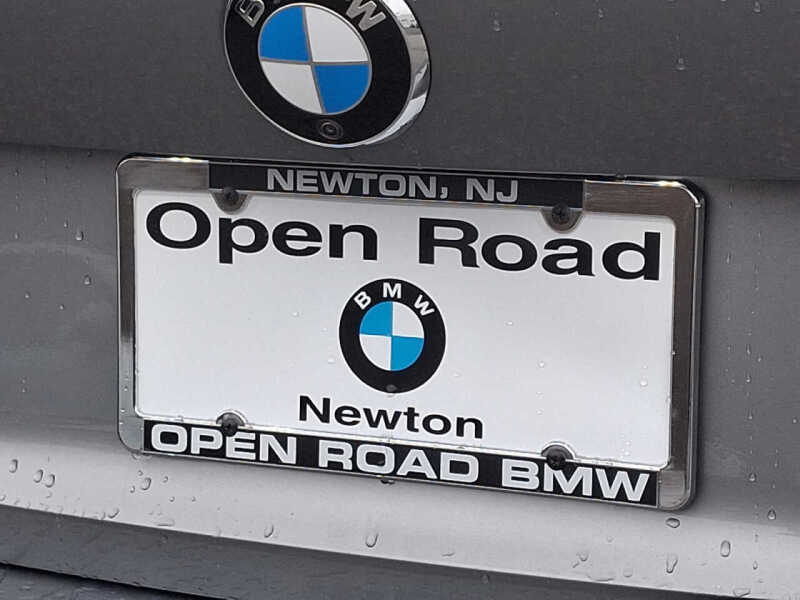 BMW
NEWTON, NJ
Open Road
BMW
Newton
OPEN ROAD BMW